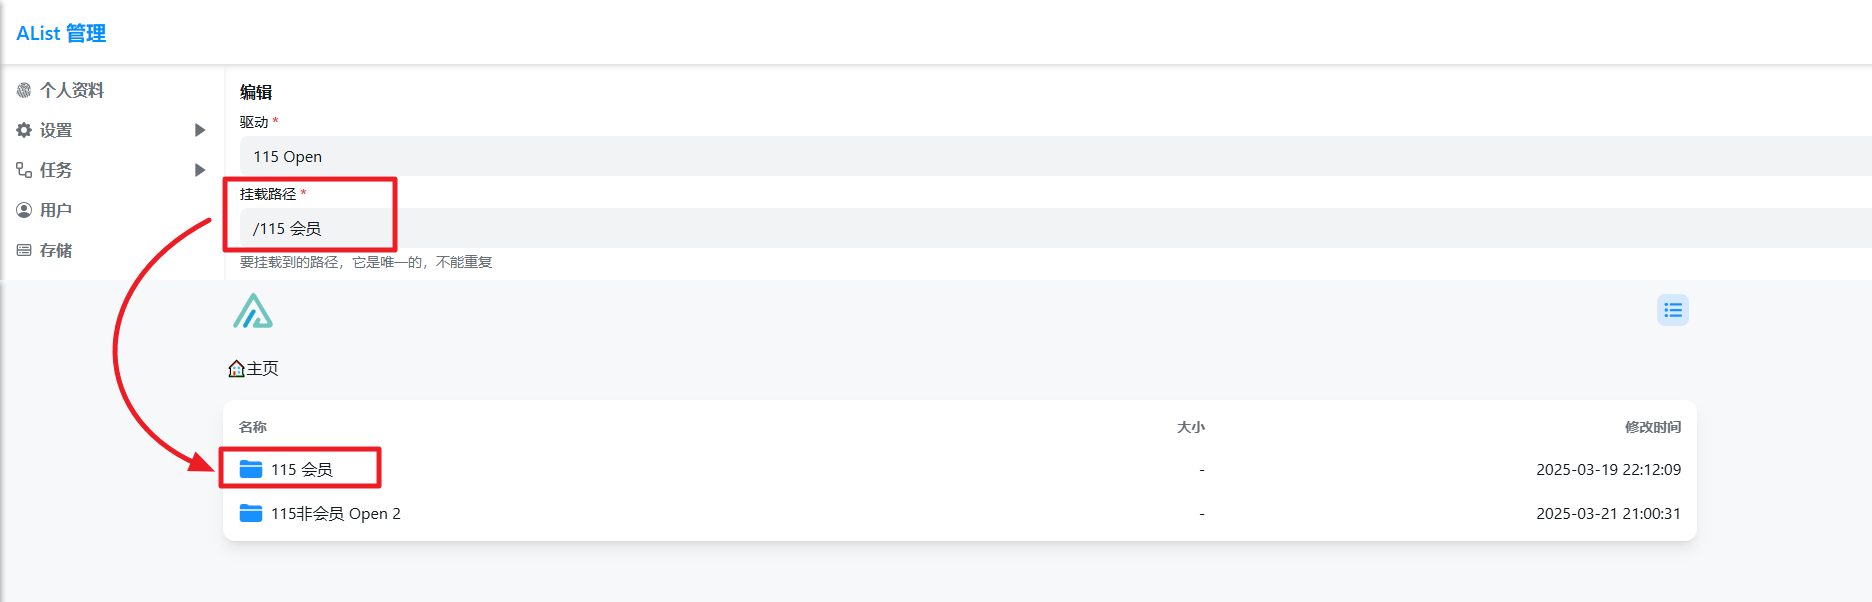 AList 管理
个人资料
设置
任务
用户
存储
编辑
驱动 *
115 Open
挂载路径 *
/115 会员
要挂载到的路径，它是唯一的，不能重复
主页
名称 大小 修改时间
115 会员 - 2025-03-19 22:12:09
115非会员 Open 2 - 2025-03-21 21:00:31